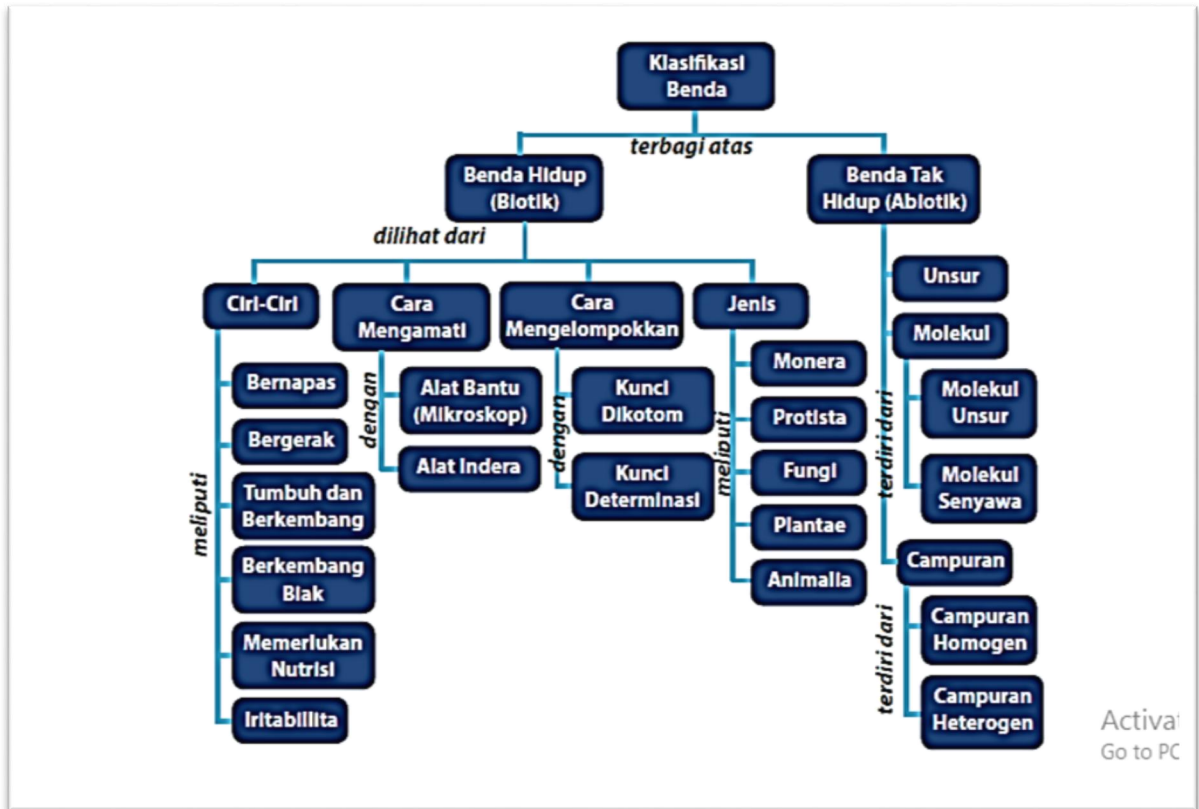 Klasifikasi
Benda
terbagi atas
Benda Hidup
(Biotik)
Benda Tak
Hidup (Abiotik)
dilihat dari
Ciri-Ciri
Cara
Mengamati
Cara
Mengelompokkan
Jenis
meliputi
Bernapas
Bergerak
Tumbuh dan
Berkembang
Berkembang
Biak
Memerlukan
Nutrisi
Iritabillita
dengan
Alat Bantu
(Mikroskop)
Alat Indera
dengan
Kunci
Dikotom
Kunci
Determinasi
meliputi
Monera
Protista
Fungi
Plantae
Animalia
terdiri dari
Unsur
Molekul
Molekul
Unsur
Molekul
Senyawa
Campuran
terdiri dari
Campuran
Homogen
Campuran
Heterogen
Activat
Go to PC